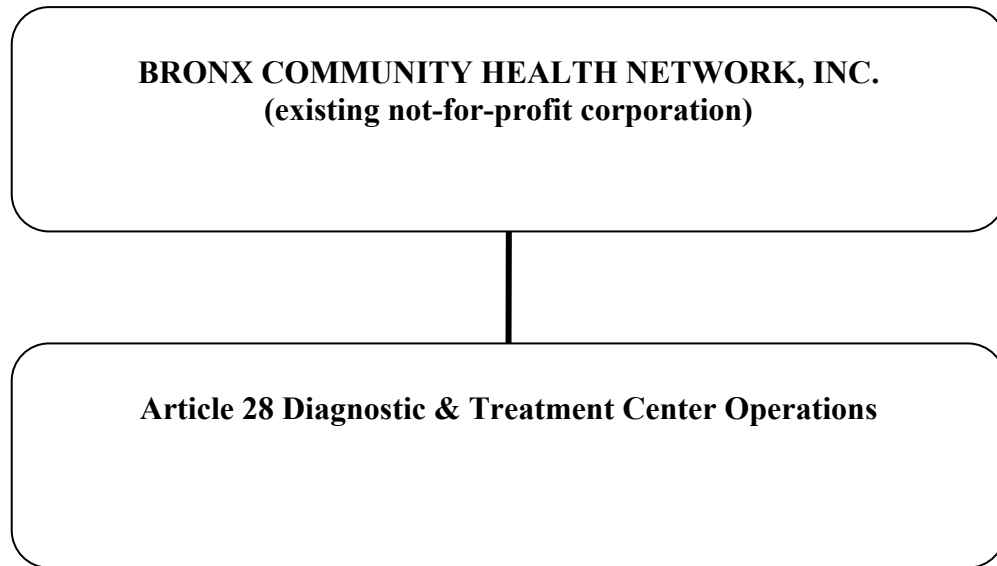 BRONX COMMUNITY HEALTH NETWORK, INC.
(existing not-for-profit corporation)
Article 28 Diagnostic & Treatment Center Operations